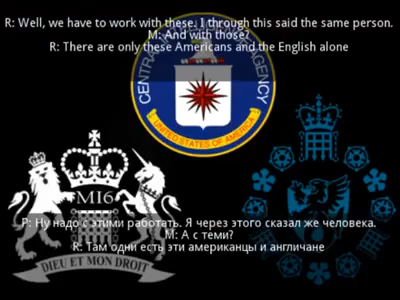 R: Well, we have to work with these. I through this said the same person.
M: And with those?
R: There are only these Americans and the English alone
CENTRAL AGENCY
UNITED STATES OF AMERICA
MI6
DIEU ET MON DROIT
Р: Ну надо с этими работать. Я через этого сказал же человека.
М: А с теми?
R: Там одни есть эти американцы и англичане